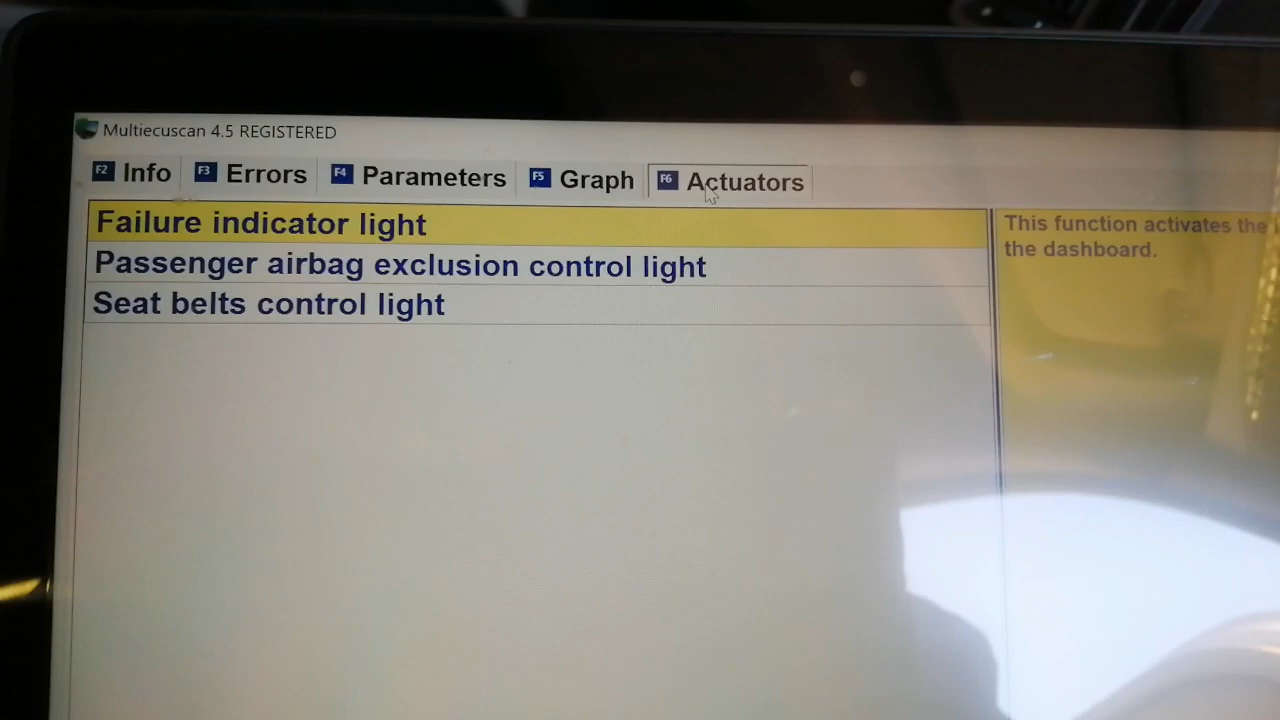 Multiecuscan 4.5 REGISTERED
F2 Info F3 Errors F4 Parameters F5 Graph F6 Actuators
Failure indicator light
Passenger airbag exclusion control light
Seat belts control light
This function activates the
the dashboard.